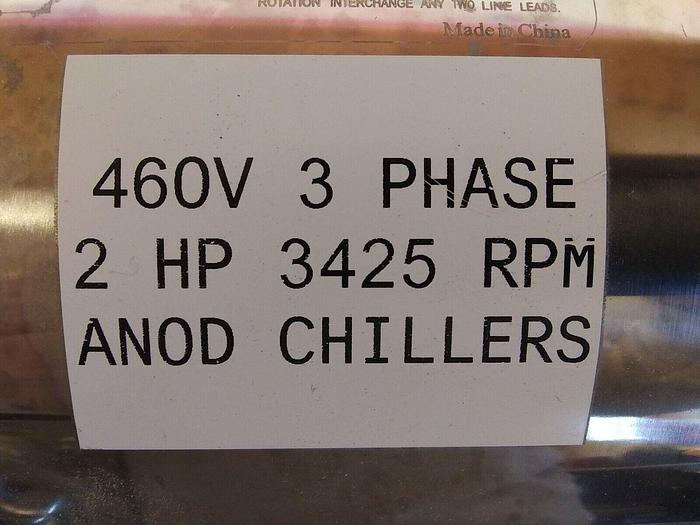 ROTATION INTERCHANGE ANY TWO LINE LEADS.
Made in China
460V 3 PHASE
2 HP 3425 RPM
ANOD CHILLERS